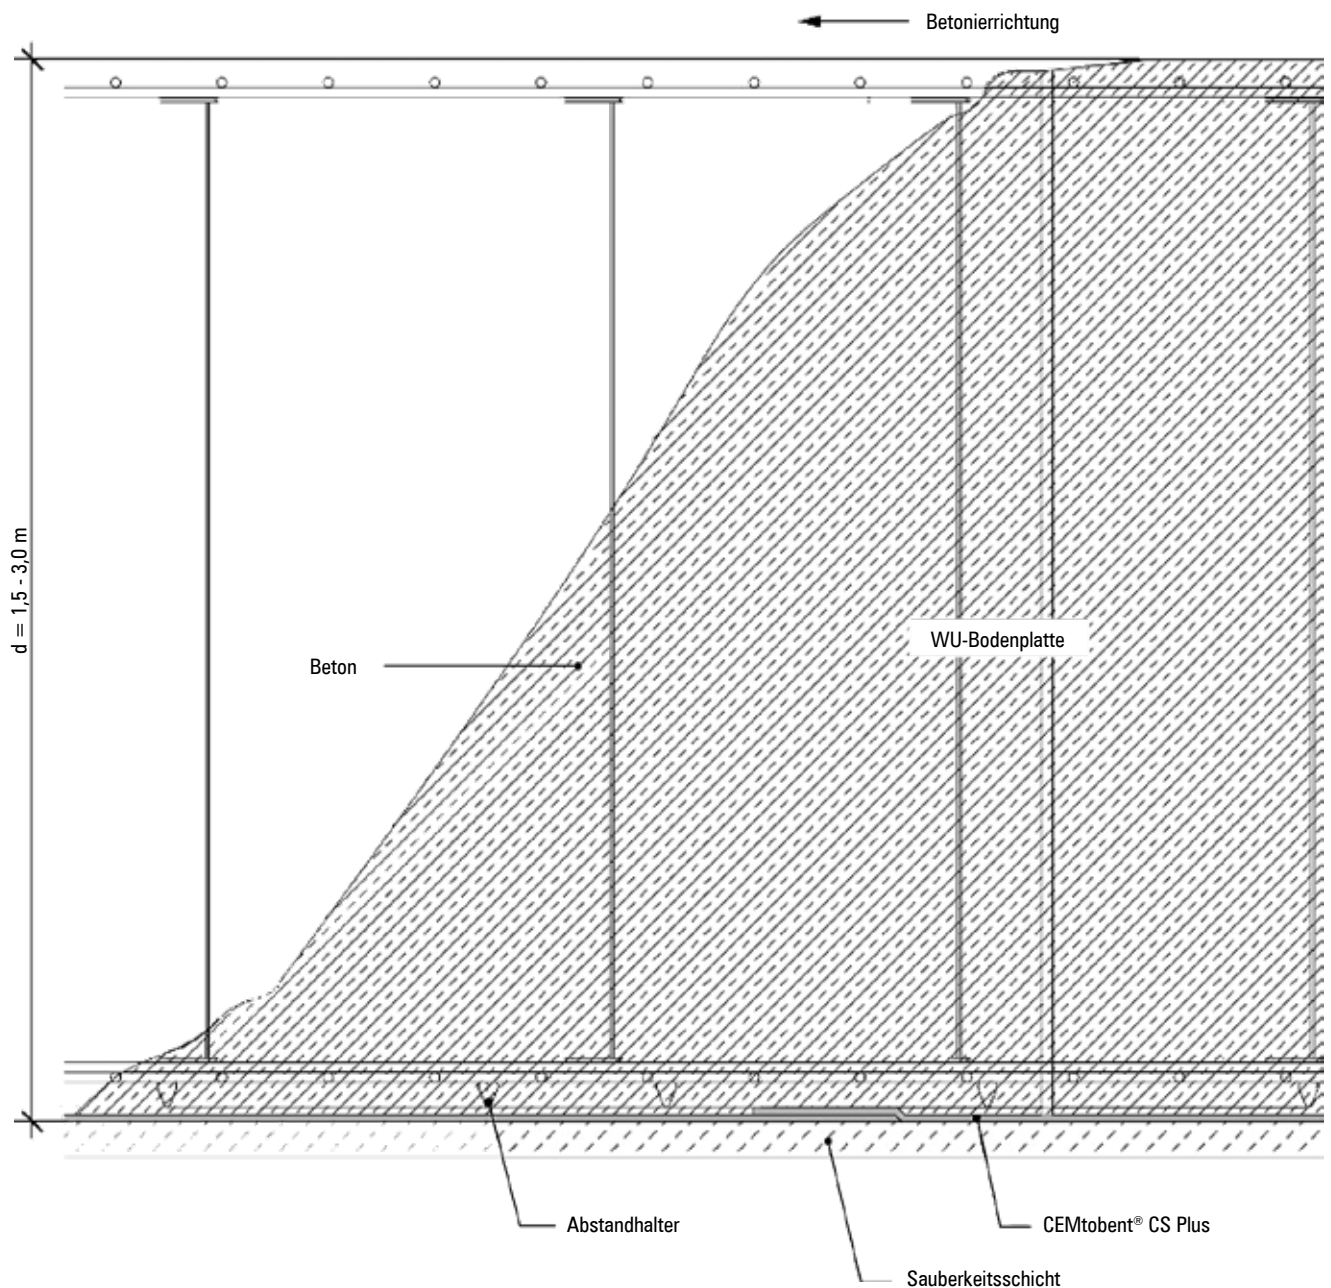 Betonierrichtung
d = 1,5 - 3,0 m
WU-Bodenplatte
Beton
Abstandhalter
CEMtobent® CS Plus
Sauberkeitsschicht